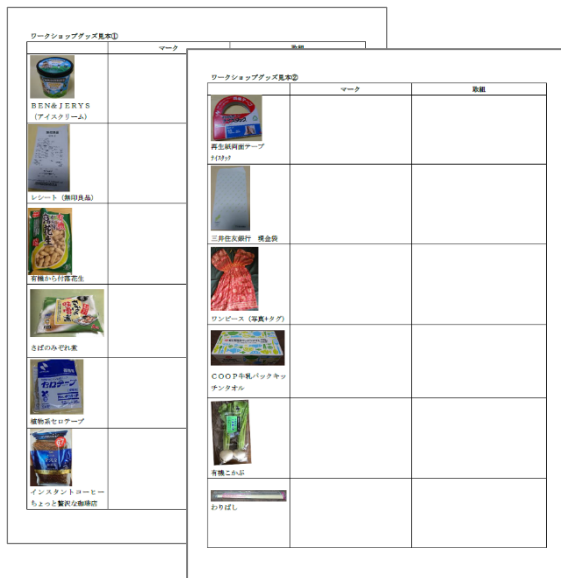 ワークショップグッズ見本①
マーク
取組
BEN&JERYS
(アイスクリーム)
レシート(無印良品)
有機から付落花生
さばのみぞれ煮
植物系セロテープ
インスタントコーヒー
ちょっと贅沢な珈琲店
ワークショップグッズ見本②
マーク
取組
再生紙両面テープ
ﾅｲｽﾀｯｸ
三井住友銀行 現金袋
ワンピース(写真+タグ)
COOP牛乳パックキッ
チンタオル
有機こかぶ
わりばし